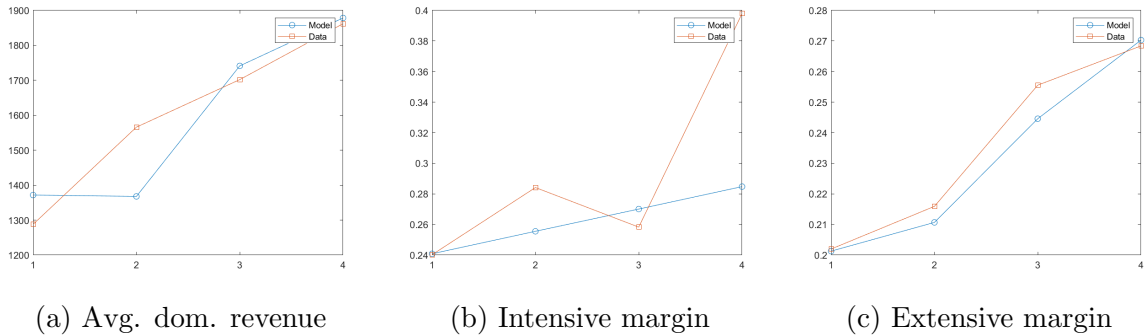 1900
1800
1700
1600
1500
1400
1300
1200
1 2 3 4
Model
Data
(a) Avg. dom. revenue
0.4
0.38
0.36
0.34
0.32
0.3
0.28
0.26
0.24
1 2 3 4
Model
Data
(b) Intensive margin
0.28
0.27
0.26
0.25
0.24
0.23
0.22
0.21
0.2
1 2 3 4
Model
Data
(c) Extensive margin